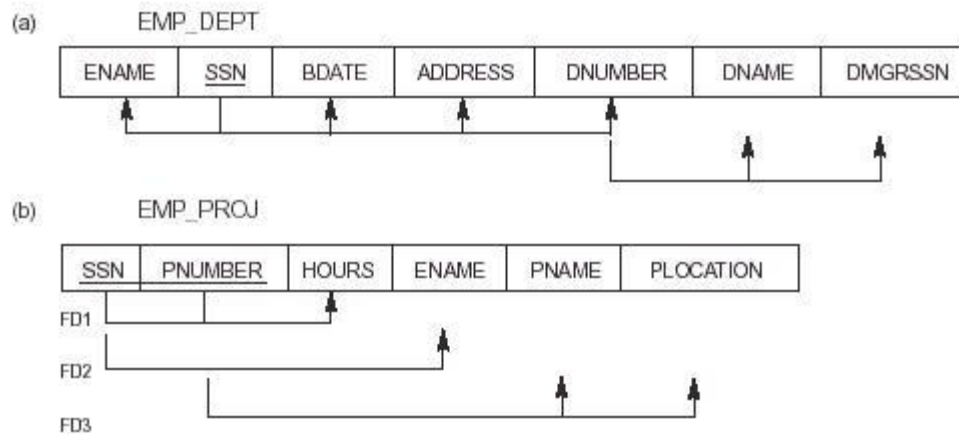 (a) EMP_DEPT
ENAME SSN BDATE ADDRESS DNUMBER DNAME DMGRSSN
(b) EMP_PROJ
SSN PNUMBER HOURS ENAME PNAME PLOCATION
FD1
FD2
FD3